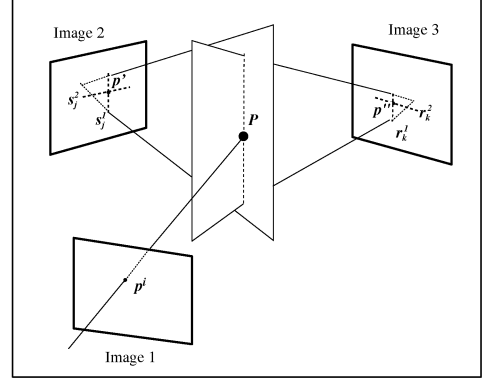 Image 2
Image 3
p'
s_j^2
s_j^1
P
p''
r_k^2
r_k^1
p^i
Image 1